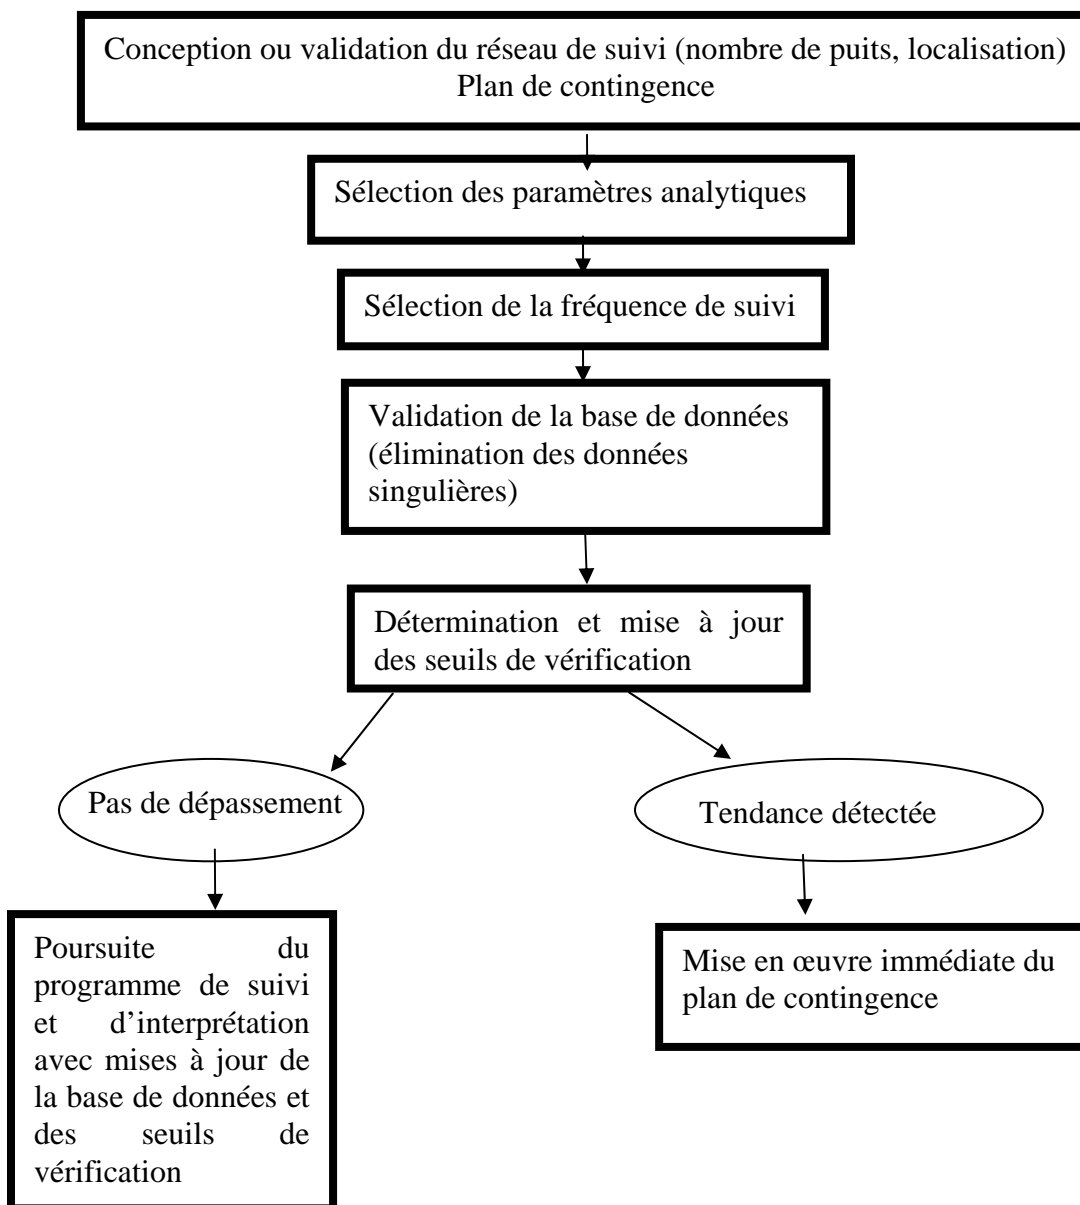 Conception ou validation du réseau de suivi (nombre de puits, localisation)
Plan de contingence
Sélection des paramètres analytiques
Sélection de la fréquence de suivi
Validation de la base de données
(élimination des données
singulières)
Détermination et mise à jour
des seuils de vérification
Pas de dépassement
Tendance détectée
Poursuite du
programme de suivi
et d’interprétation
avec mises à jour de
la base de données et
des seuils de
vérification
Mise en œuvre immédiate du
plan de contingence